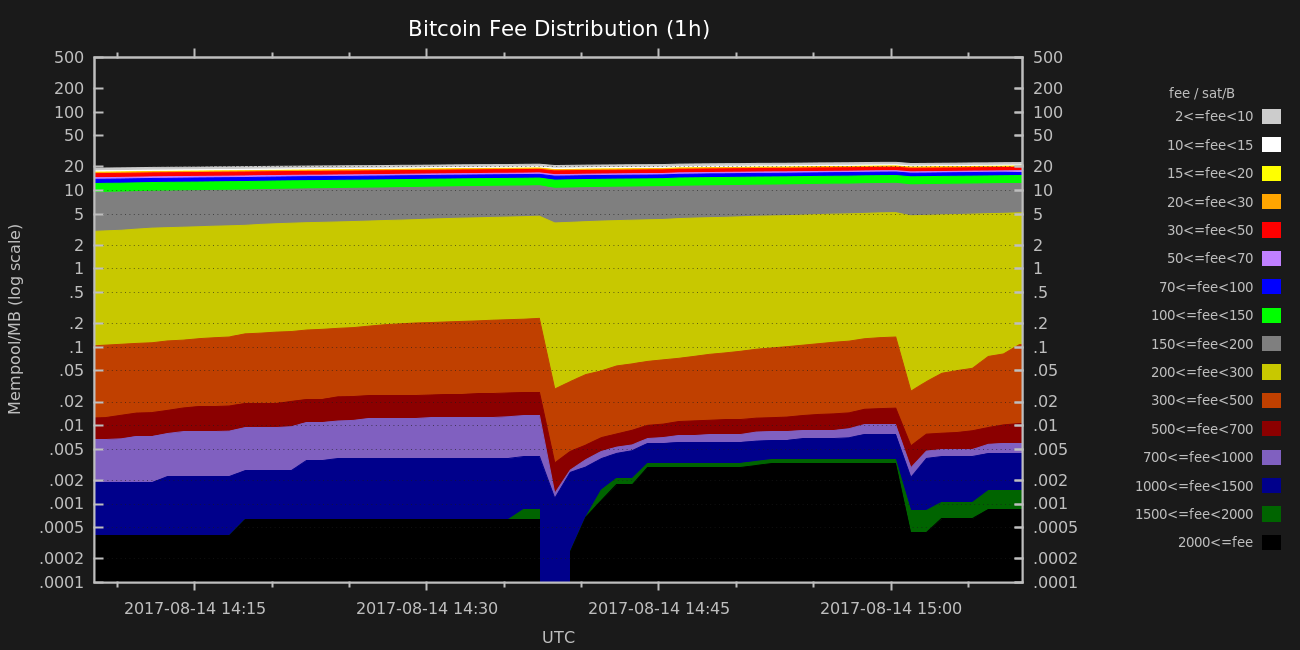 Bitcoin Fee Distribution (1h)
500 500
200 200
100 100
50 50
20 20
10 10
5 5
2 2
1 1
.5 .5
.2 .2
.1 .1
.05 .05
.02 .02
.01 .01
.005 .005
.002 .002
.001 .001
.0005 .0005
.0002 .0002
.0001 .0001
Mempool/MB (log scale)
2017-08-14 14:15 2017-08-14 14:30 2017-08-14 14:45 2017-08-14 15:00
UTC
fee / sat/B
2<=fee<10
10<=fee<15
15<=fee<20
20<=fee<30
30<=fee<50
50<=fee<70
70<=fee<100
100<=fee<150
150<=fee<200
200<=fee<300
300<=fee<500
500<=fee<700
700<=fee<1000
1000<=fee<1500
1500<=fee<2000
2000<=fee